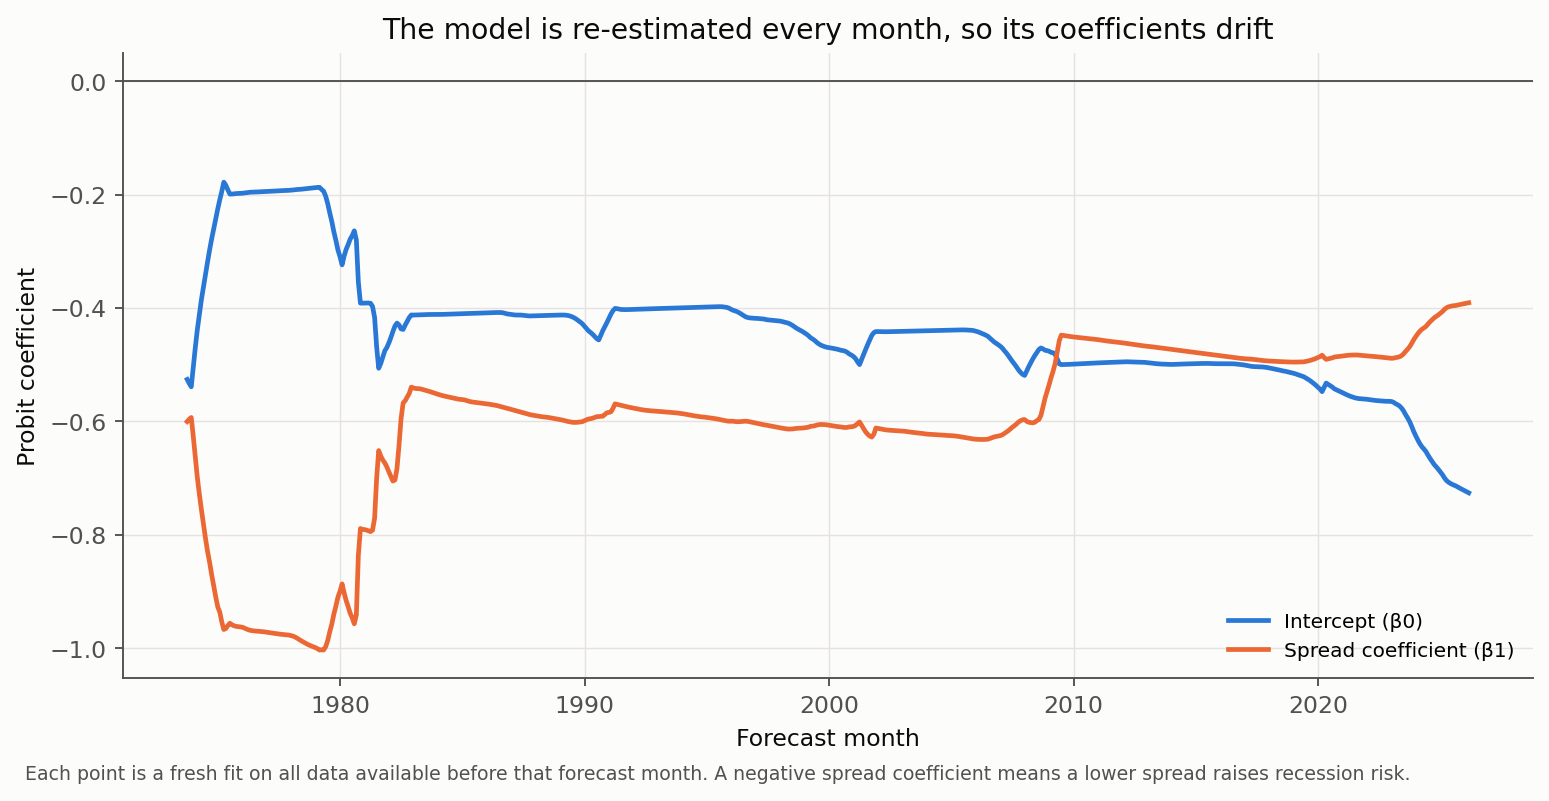 The model is re-estimated every month, so its coefficients drift
0.0
−0.2
−0.4
−0.6
−0.8
−1.0
Probit coefficient
Intercept (β0)
Spread coefficient (β1)
1980
1990
2000
2010
2020
Forecast month
Each point is a fresh fit on all data available before that forecast month. A negative spread coefficient means a lower spread raises recession risk.